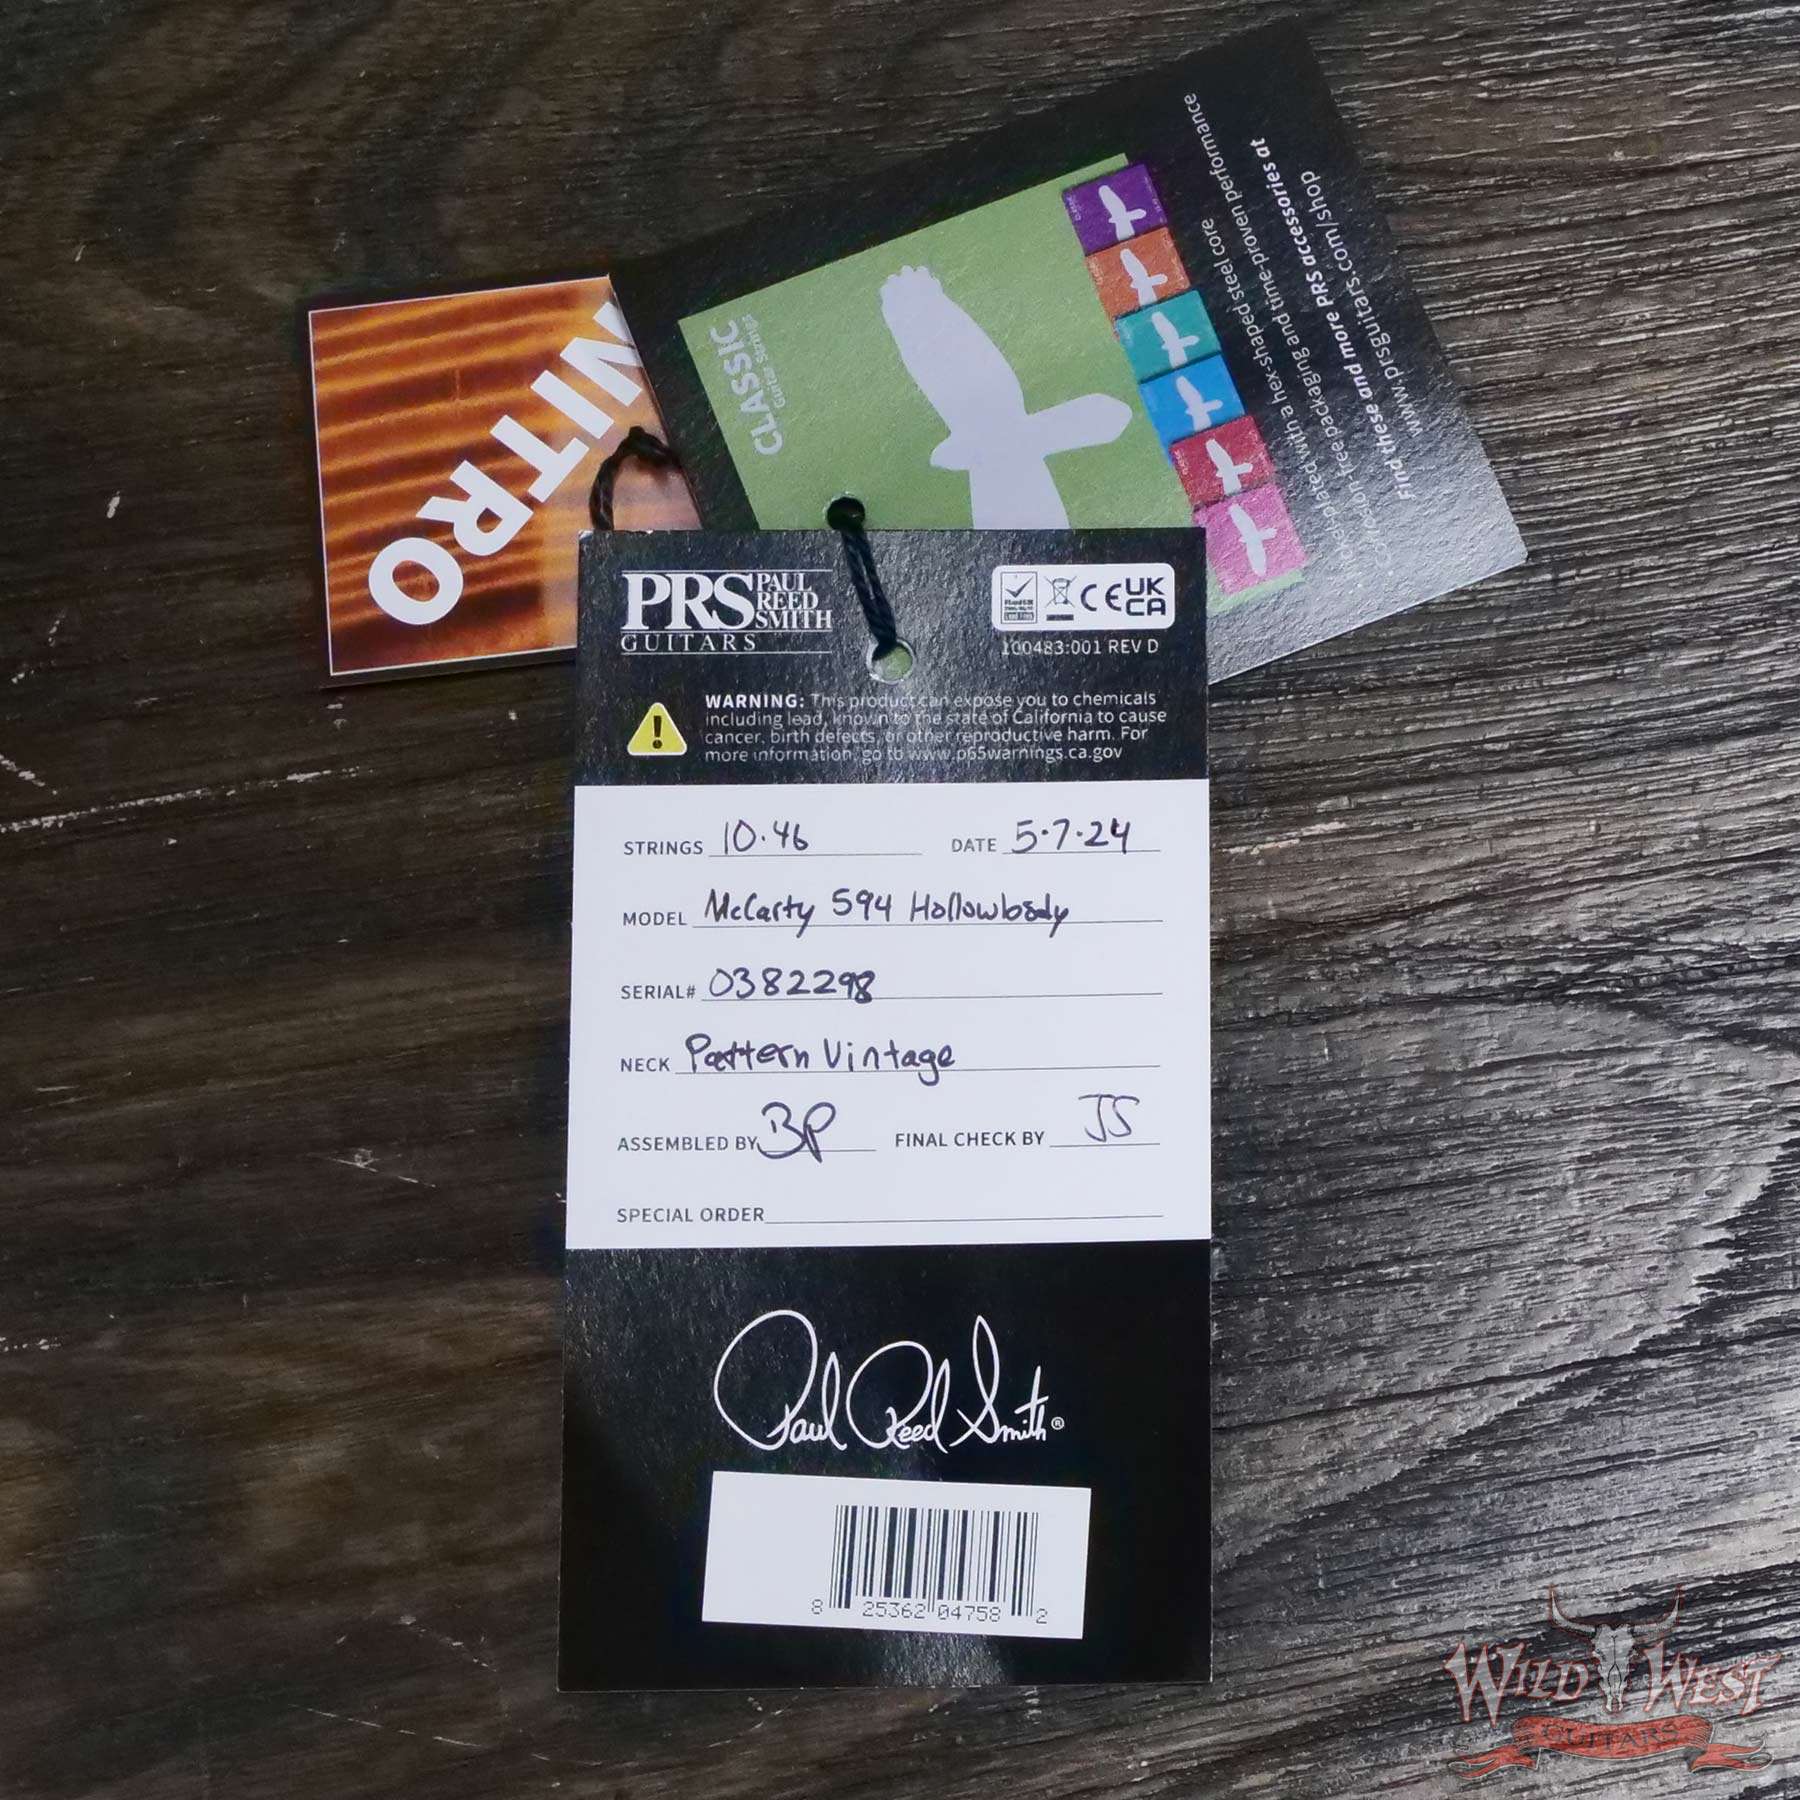 NITRO
CLASSIC
Guitar Strings
with a hex-shaped steel core
packaging and time-proven performance
Find these and more PRS accessories at
www.prsguitars.com/shop
PRS PAUL
REED
SMITH
GUITARS
CE UK
CA
100483:001 REV D
WARNING: This product can expose you to chemicals
including lead, known to the state of California to cause
cancer, birth defects, or other reproductive harm. For
more information, go to www.p65warnings.ca.gov
STRINGS 10.46 DATE 5.7.24
MODEL McCarty 594 Hollowbody
SERIAL# 0382298
NECK Pattern Vintage
ASSEMBLED BY BP FINAL CHECK BY JS
SPECIAL ORDER
Paul Reed Smith®
8 25362 04758 2
WILD WEST
GUITARS